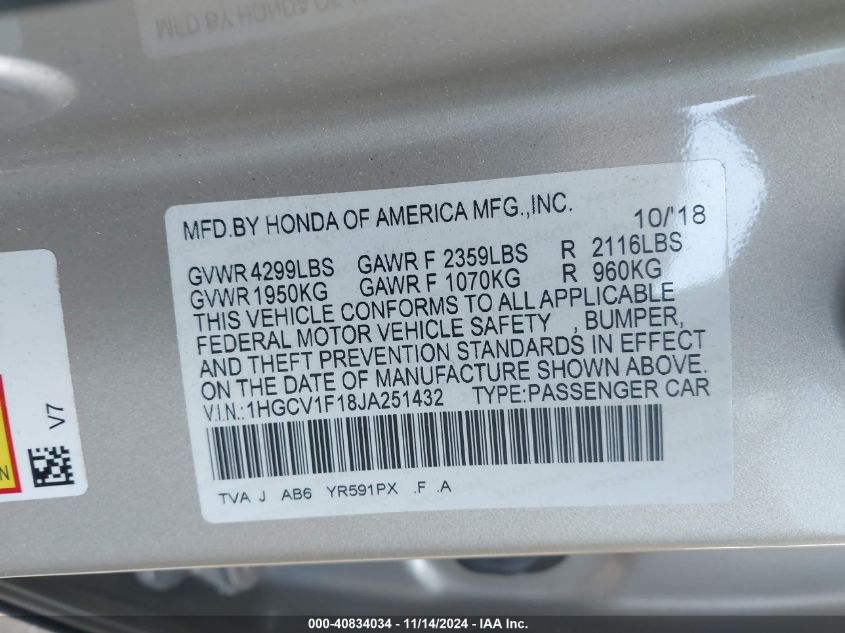 MFD.BY HONDA OF AMERICA MFG.,INC. 10/'18
GVWR 4299LBS GAWR F 2359LBS R 2116LBS
GVWR 1950KG GAWR F 1070KG R 960KG
THIS VEHICLE CONFORMS TO ALL APPLICABLE
FEDERAL MOTOR VEHICLE SAFETY , BUMPER,
AND THEFT PREVENTION STANDARDS IN EFFECT
ON THE DATE OF MANUFACTURE SHOWN ABOVE.
V.I.N.:1HGCV1F18JA251432 TYPE:PASSENGER CAR
TVA J AB6 YR591PX .F .A
V7
000-40834034 - 11/14/2024 - IAA Inc.